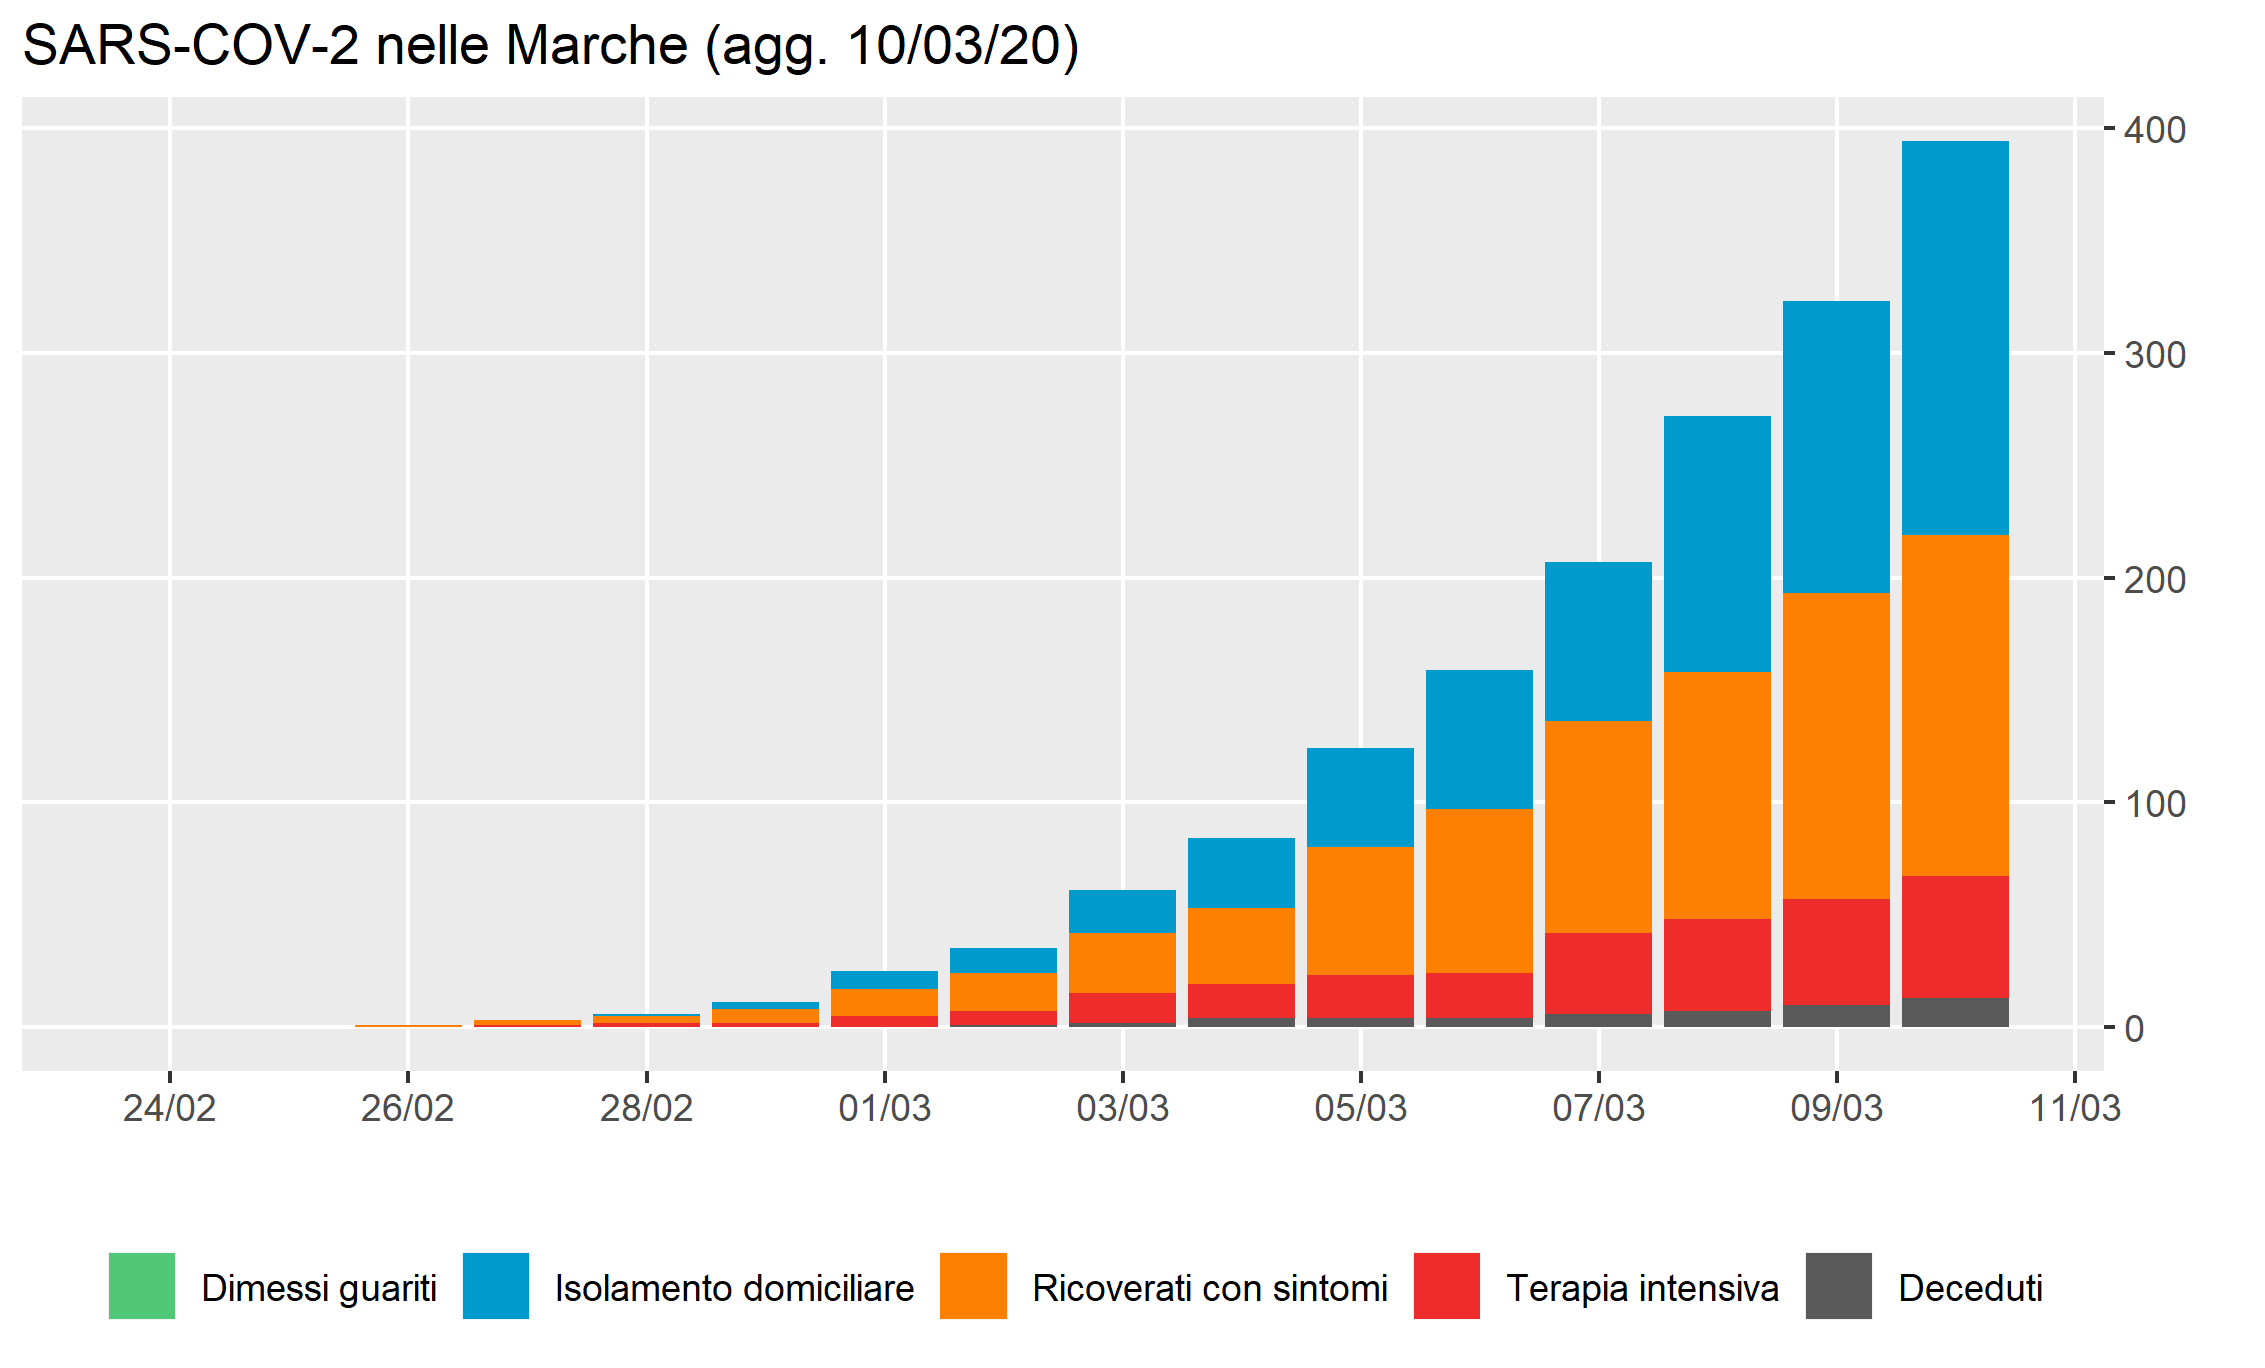 SARS-COV-2 nelle Marche (agg. 10/03/20)
400
300
200
100
0
24/02 26/02 28/02 01/03 03/03 05/03 07/03 09/03 11/03
Dimessi guariti Isolamento domiciliare Ricoverati con sintomi Terapia intensiva Deceduti